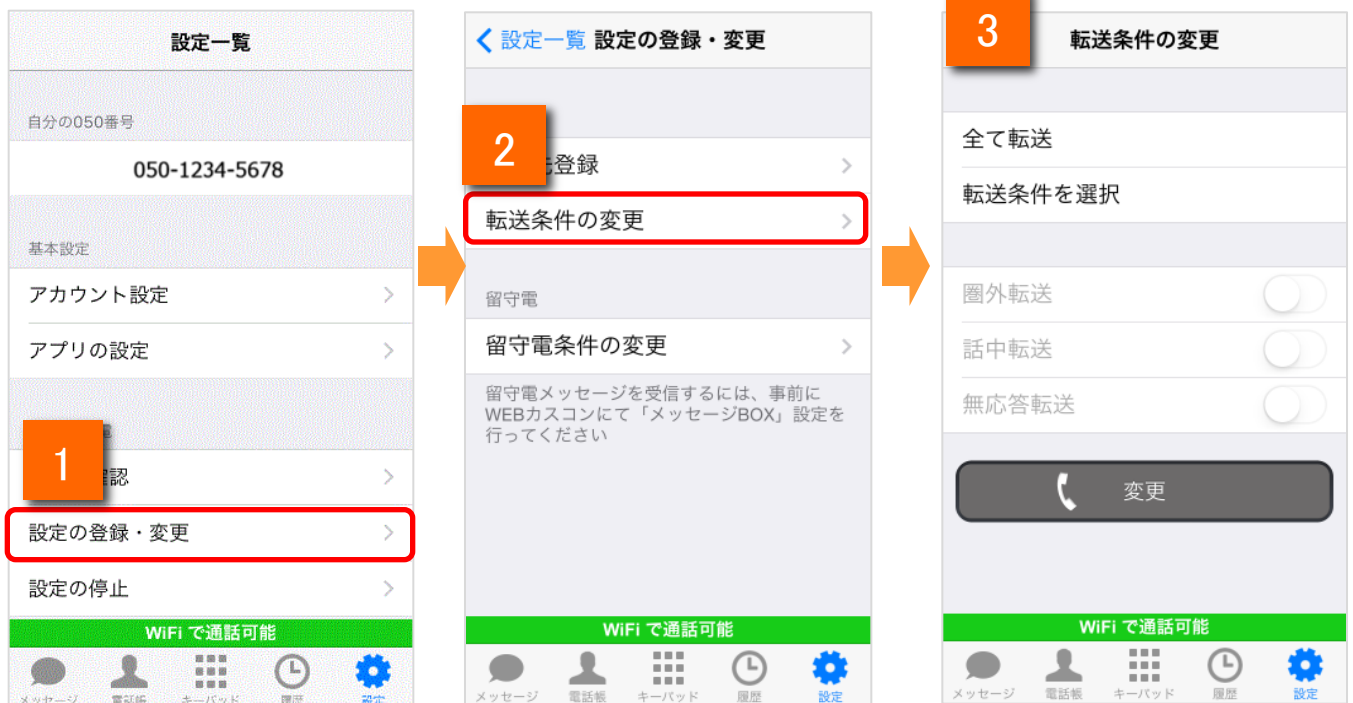 設定一覧
自分の050番号
050-1234-5678
基本設定
アカウント設定
アプリの設定
1
認
設定の登録・変更
設定の停止
WiFi で通話可能
メッセージ
電話帳
キーパッド
履歴
設定
設定一覧 設定の登録・変更
2
登録
転送条件の変更
留守電
留守電条件の変更
留守電メッセージを受信するには、事前に
WEBカスコンにて「メッセージBOX」設定を
行ってください
WiFi で通話可能
メッセージ
電話帳
キーパッド
履歴
設定
3
転送条件の変更
全て転送
転送条件を選択
圏外転送
話中転送
無応答転送
変更
WiFi で通話可能
メッセージ
電話帳
キーパッド
履歴
設定